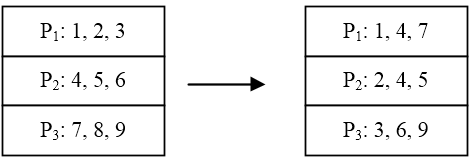 P₁: 1, 2, 3
P₂: 4, 5, 6
P₃: 7, 8, 9
P₁: 1, 4, 7
P₂: 2, 4, 5
P₃: 3, 6, 9